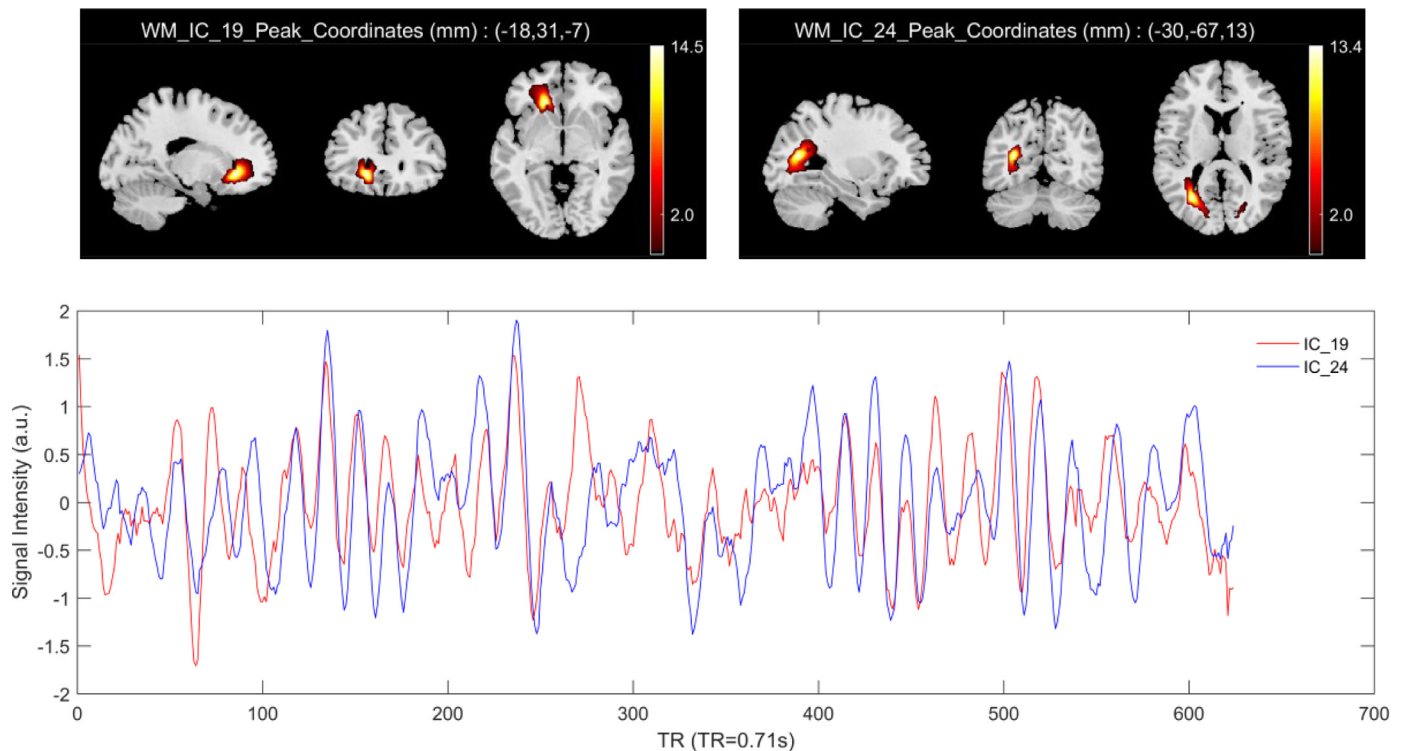 WM_IC_19_Peak_Coordinates (mm) : (-18,31,-7)
14.5
2.0
WM_IC_24_Peak_Coordinates (mm) : (-30,-67,13)
13.4
2.0
2
1.5
1
0.5
0
-0.5
-1
-1.5
-2
Signal Intensity (a.u.)
IC_19
IC_24
0 100 200 300 400 500 600 700
TR (TR=0.71s)